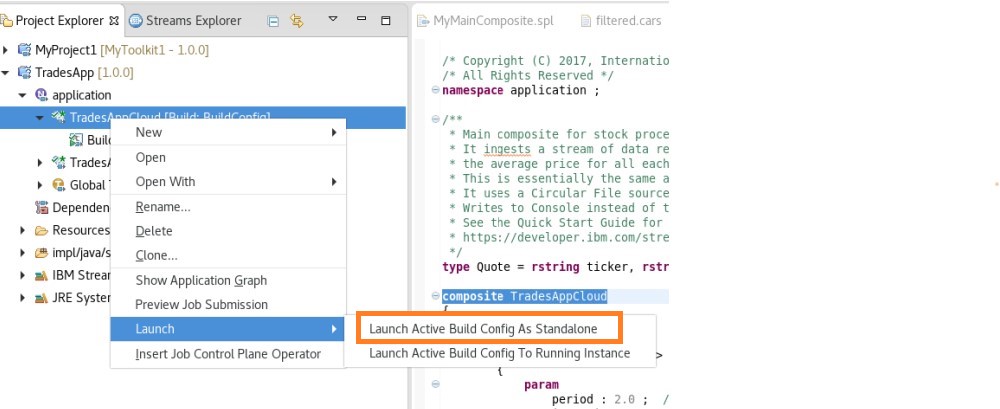 Project Explorer
Streams Explorer
MyProject1 [MyToolkit1 - 1.0.0]
TradesApp [1.0.0]
application
TradesAppCloud [Build: BuildConfig]
Buil
TradesA
Global T
Dependen
Resources
impl/java/s
IBM Stream
JRE System
New
Open
Open With
Rename...
Delete
Clone...
Show Application Graph
Preview Job Submission
Launch
Insert Job Control Plane Operator
Launch Active Build Config As Standalone
Launch Active Build Config To Running Instance
MyMainComposite.spl
filtered.cars
/* Copyright (C) 2017, Internatio
/* All Rights Reserved */
namespace application ;
/**
* Main composite for stock proce
* It ingests a stream of data re
* the average price for all each
* This is essentially the same a
* It uses a Circular File source
* Writes to Console instead of t
* See the Quick Start Guide for
* https://developer.ibm.com/stre
*/
type Quote = rstring ticker, rstr
composite TradesAppCloud
{
>
{
param
period : 2.0 ; /